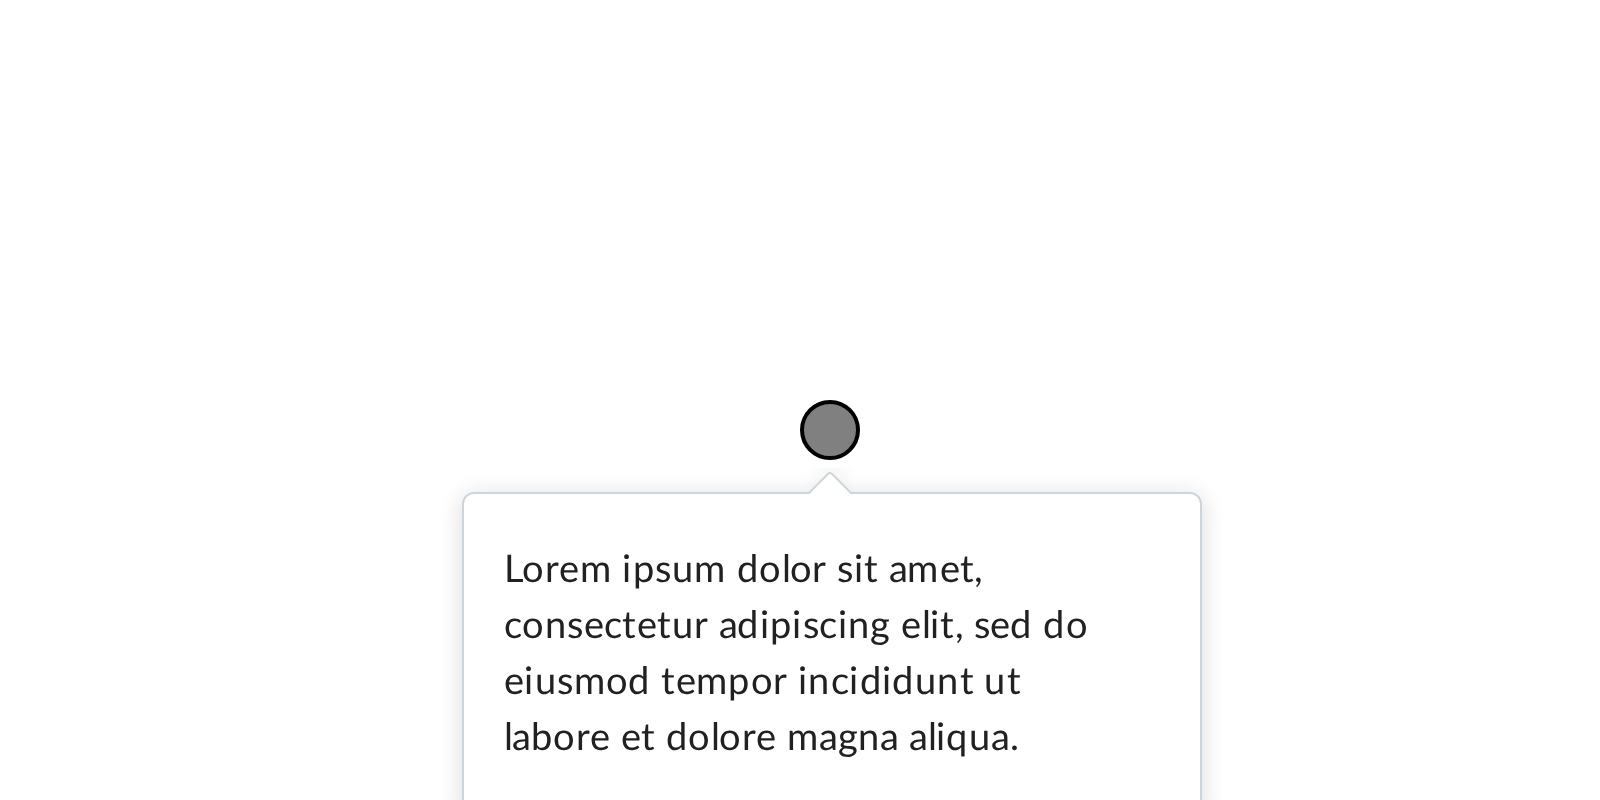 Lorem ipsum dolor sit amet,
consectetur adipiscing elit, sed do
eiusmod tempor incididunt ut
labore et dolore magna aliqua.